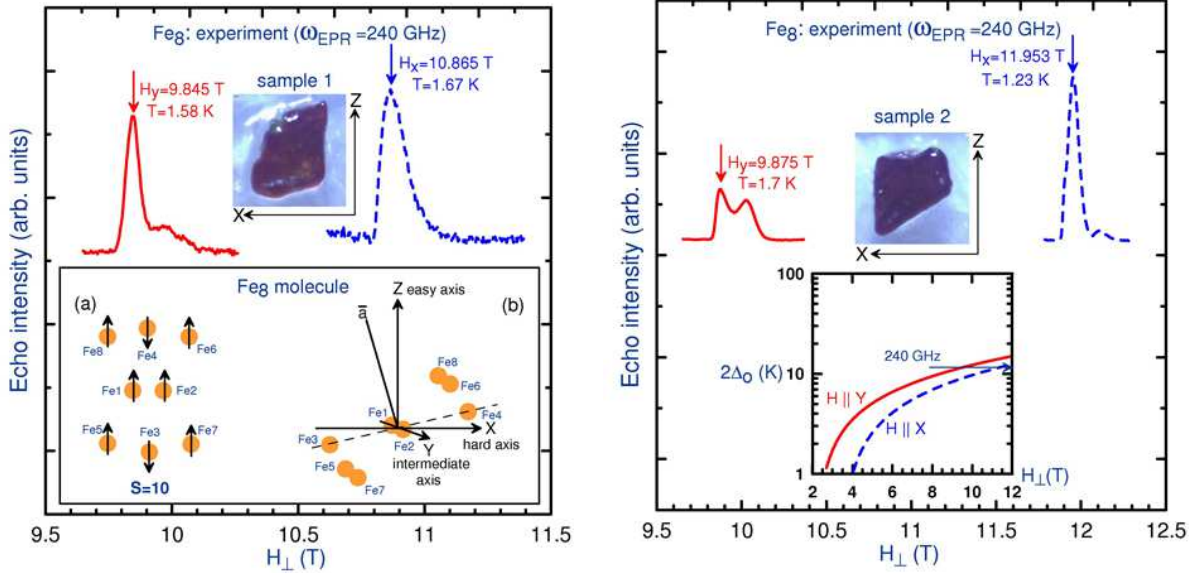 Fe8: experiment (ωEPR =240 GHz)
Hy=9.845 T
T=1.58 K
sample 1
Z
X
Hx=10.865 T
T=1.67 K
Echo intensity (arb. units)
Fe8 molecule
(a)
Fe8
Fe4
Fe6
Fe1
Fe2
Fe5
Fe3
Fe7
S=10
(b)
Z easy axis
a̅
Fe8
Fe6
Fe1
Fe4
X
hard axis
Fe3
Fe2
Y
intermediate
axis
Fe5
Fe7
9.5 10 10.5 11 11.5
H⊥ (T)
Fe8: experiment (ωEPR =240 GHz)
Hx=11.953 T
T=1.23 K
sample 2
Z
X
Hy=9.875 T
T=1.7 K
Echo intensity (arb. units)
100
10
1
2Δo (K)
240 GHz
H || Y
H || X
2 4 6 8 10 12
H⊥(T)
9.5 10 10.5 11 11.5 12 12.5
H⊥ (T)